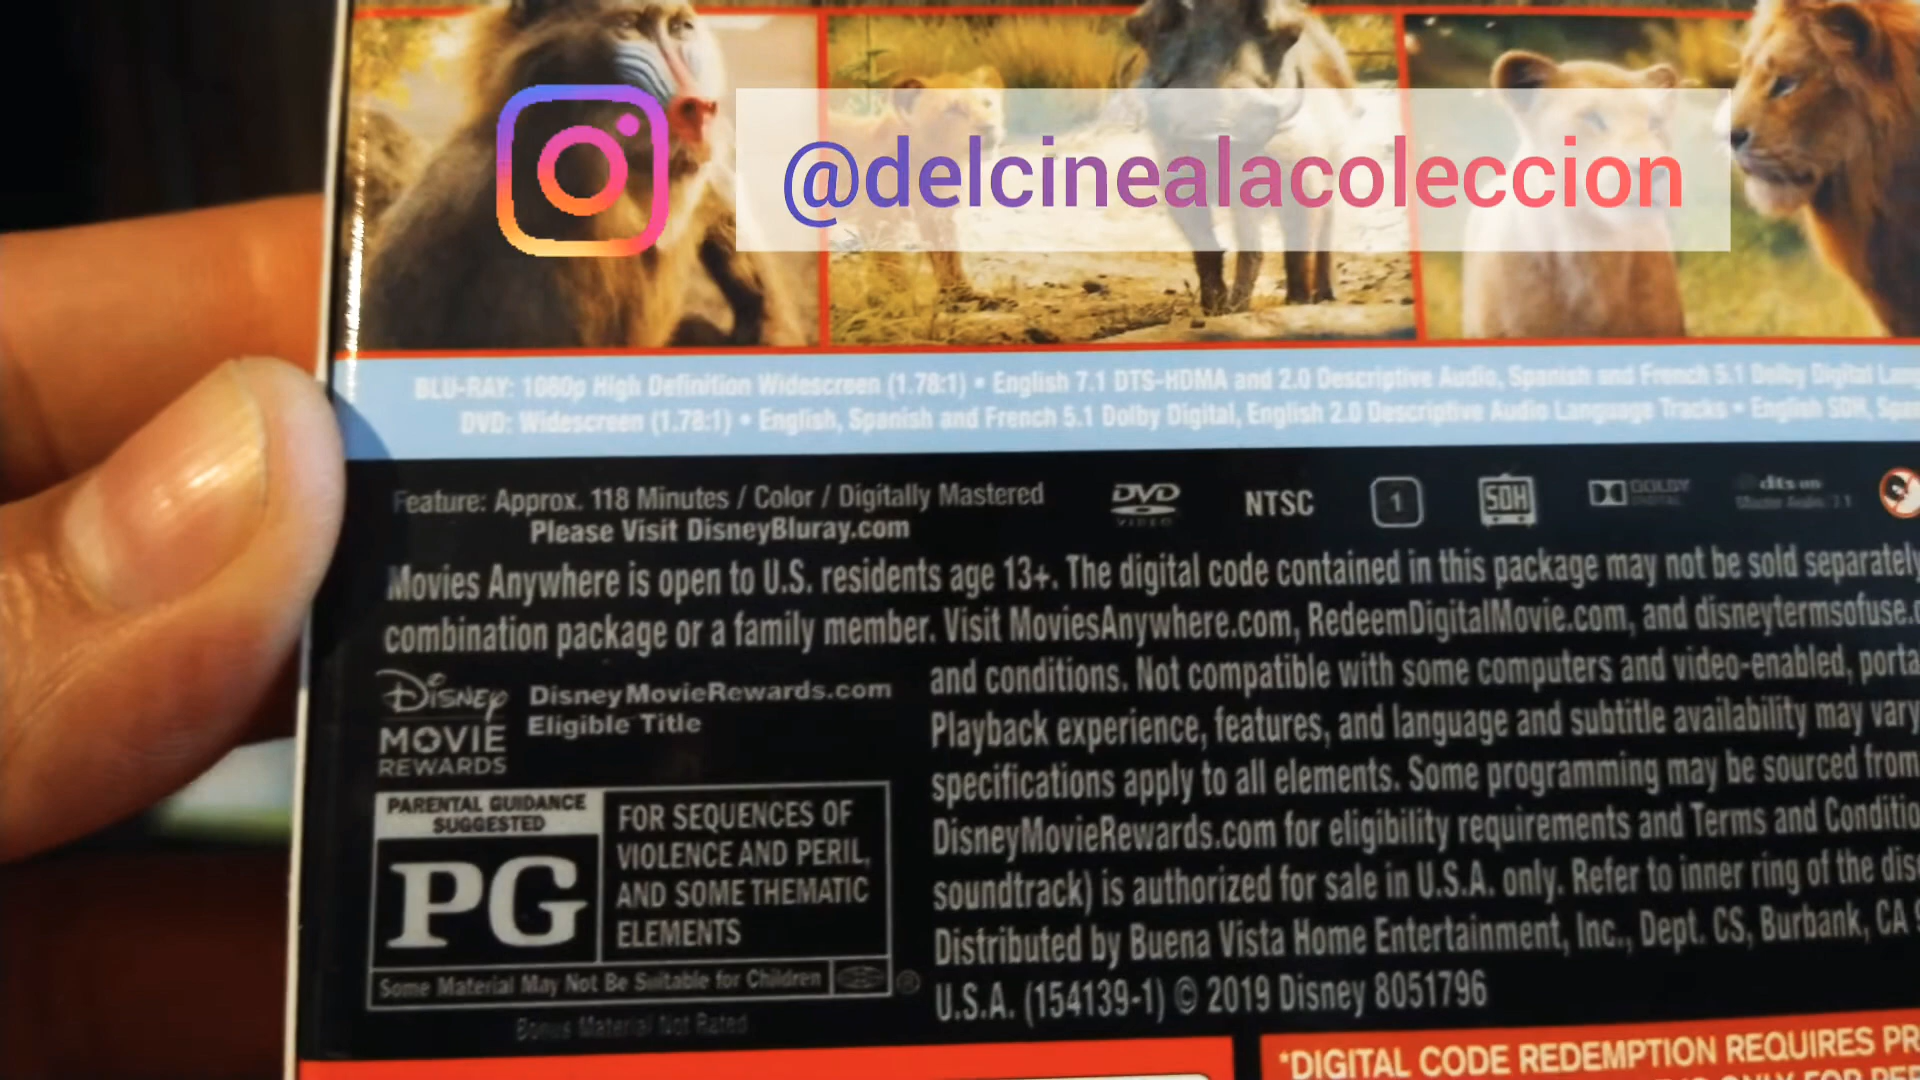 @delcinealacoleccion
BLU-RAY: 1080p High Definition Widescreen (1.78:1) • English 7.1 DTS-HDMA and 2.0 Descriptive Audio, Spanish and French 5.1 Dolby Digital
DVD: Widescreen (1.78:1) • English, Spanish and French 5.1 Dolby Digital, English 2.0 Descriptive Audio Language Tracks • English SDH,
Feature: Approx. 118 Minutes / Color / Digitally Mastered
Please Visit DisneyBluray.com
DVD VIDEO NTSC 1 SDH DOLBY DIGITAL
Movies Anywhere is open to U.S. residents age 13+. The digital code contained in this package may not be sold separately
combination package or a family member. Visit MoviesAnywhere.com, RedeemDigitalMovie.com, and disneytermsofuse.
and conditions. Not compatible with some computers and video-enabled,
Playback experience, features, and language and subtitle availability may vary
specifications apply to all elements. Some programming may be sourced from
DisneyMovieRewards.com for eligibility requirements and Terms and
soundtrack) is authorized for sale in U.S.A. only. Refer to inner ring of the
Distributed by Buena Vista Home Entertainment, Inc., Dept. CS, Burbank, CA
U.S.A. (154139-1) © 2019 Disney 8051796
Disney
MOVIE
REWARDS
DisneyMovieRewards.com
Eligible Title
PARENTAL GUIDANCE
SUGGESTED
PG
FOR SEQUENCES OF
VIOLENCE AND PERIL,
AND SOME THEMATIC
ELEMENTS
Some Material May Not Be Suitable for Children
Bonus Material Not Rated
*DIGITAL CODE REDEMPTION REQUIRES